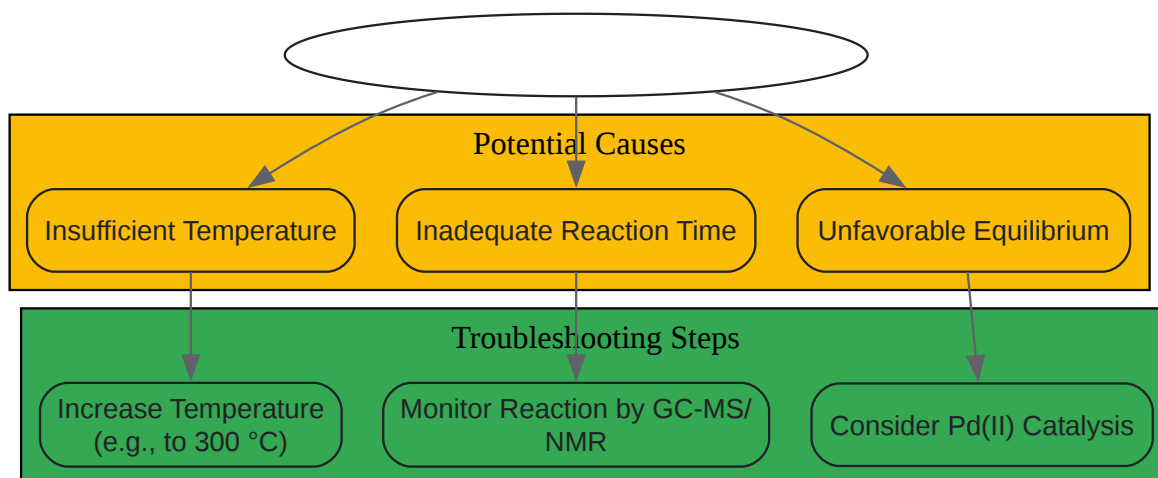 Potential Causes
Insufficient Temperature
Inadequate Reaction Time
Unfavorable Equilibrium
Troubleshooting Steps
Increase Temperature
(e.g., to 300 °C)
Monitor Reaction by GC-MS/
NMR
Consider Pd(II) Catalysis